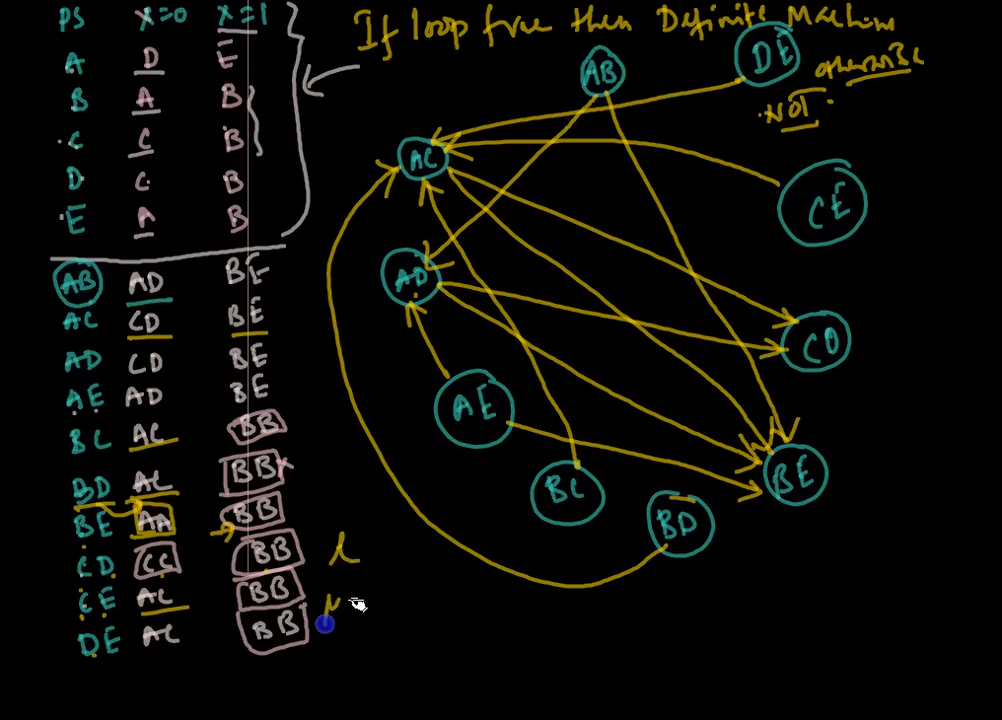 If loop free then Definite Machine
otherwise
NOT
PS X=0 X=1
A D E
B A B
C C B
D C B
E A B
AB AD BE
AC CD BE
AD CD BE
AE AD BE
BC AC BB
BD AC BB
BE AA BB
CD CC BB
CE AC BB
DE AC BB
AB
DE
AC
CE
AD
CD
AE
BC
BD
BE